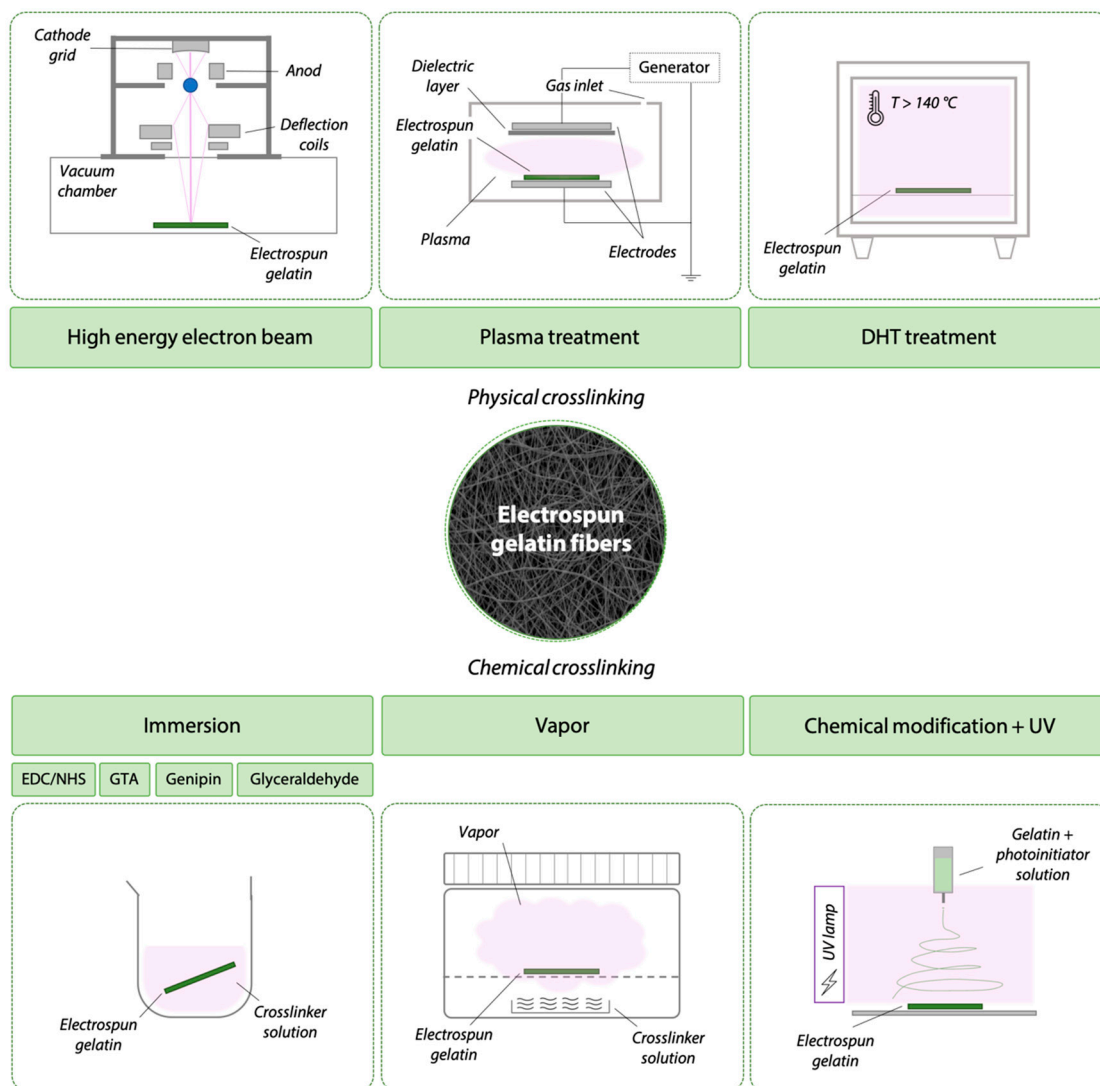 Cathode
grid
Anod
Deflection
coils
Vacuum
chamber
Electrospun
gelatin
Dielectric
layer
Gas inlet
Generator
Electrospun
gelatin
Plasma
Electrodes
T > 140 °C
Electrospun
gelatin
High energy electron beam
Plasma treatment
DHT treatment
Physical crosslinking
Electrospun
gelatin fibers
Chemical crosslinking
Immersion
Vapor
Chemical modification + UV
EDC/NHS
GTA
Genipin
Glyceraldehyde
Electrospun
gelatin
Crosslinker
solution
Vapor
Electrospun
gelatin
Crosslinker
solution
Gelatin +
photoinitiator
solution
UV lamp
Electrospun
gelatin